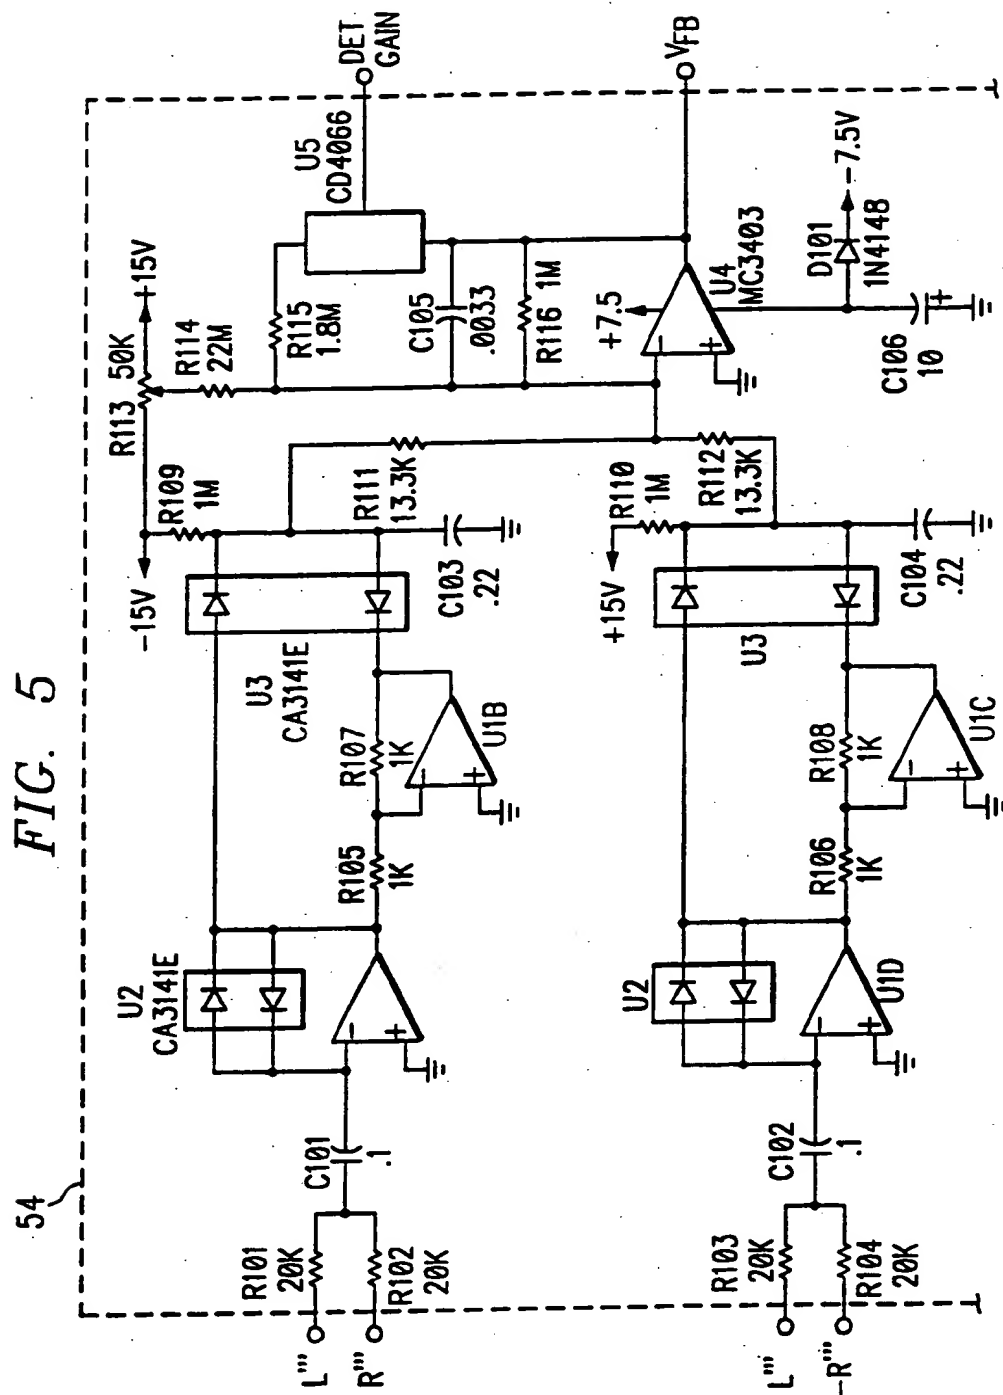 FIG. 5
54
L'''
R'''
R101
20K
R102
20K
C101
.1
U2
CA3141E
−
+
R105
1K
R107
1K
−
+
U1B
U3
CA3141E
-15V
R109
1M
R113
50K
+15V
R114
22M
R111
13.3K
C103
.22
R115
1.8M
U5
CD4066
DET
GAIN
C105
.0033
R116 1M
+7.5
−
+
U4
MC3403
VFB
D101
1N4148
-7.5V
C106
10
+
L'''
-R'''
R103
20K
R104
20K
C102
.1
U2
−
+
U1D
R106
1K
R108
1K
−
+
U1C
U3
+15V
R110
1M
R112
13.3K
C104
.22